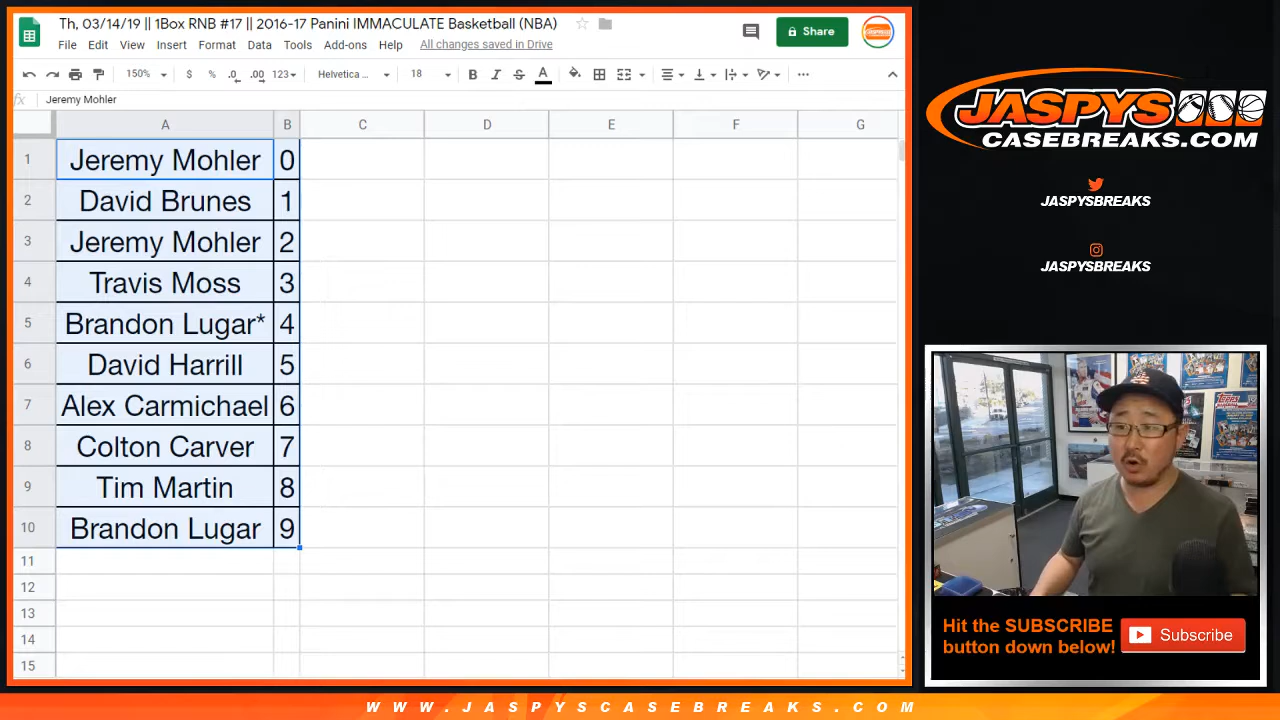 Th, 03/14/19 || 1Box RNB #17 || 2016-17 Panini IMMACULATE Basketball (NBA)
Share
File Edit View Insert Format Data Tools Add-ons Help All changes saved in Drive
150% $ % .0 .00 123 Helvetica ... 18 B I S A
fx Jeremy Mohler
A B C D E F G
1 Jeremy Mohler 0
2 David Brunes 1
3 Jeremy Mohler 2
4 Travis Moss 3
5 Brandon Lugar* 4
6 David Harrill 5
7 Alex Carmichael 6
8 Colton Carver 7
9 Tim Martin 8
10 Brandon Lugar 9
11
12
13
14
15
JASPYS
CASEBREAKS.COM
JASPYSBREAKS
JASPYSBREAKS
Hit the SUBSCRIBE
button down below!
Subscribe
WWW.JASPYSCASEBREAKS.COM